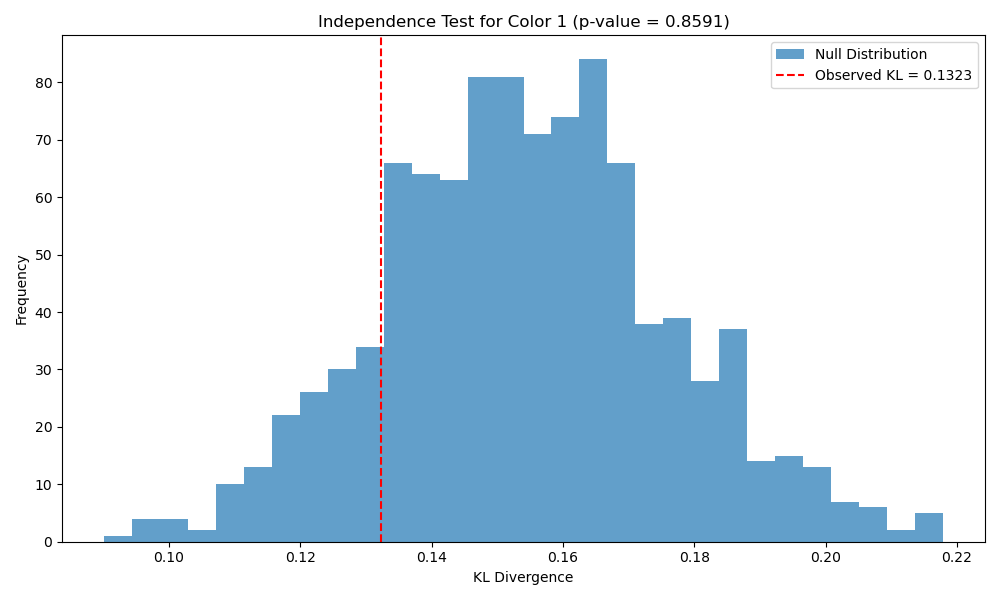 Independence Test for Color 1 (p-value = 0.8591)
Null Distribution
Observed KL = 0.1323
Frequency
80
70
60
50
40
30
20
10
0
0.10 0.12 0.14 0.16 0.18 0.20 0.22
KL Divergence